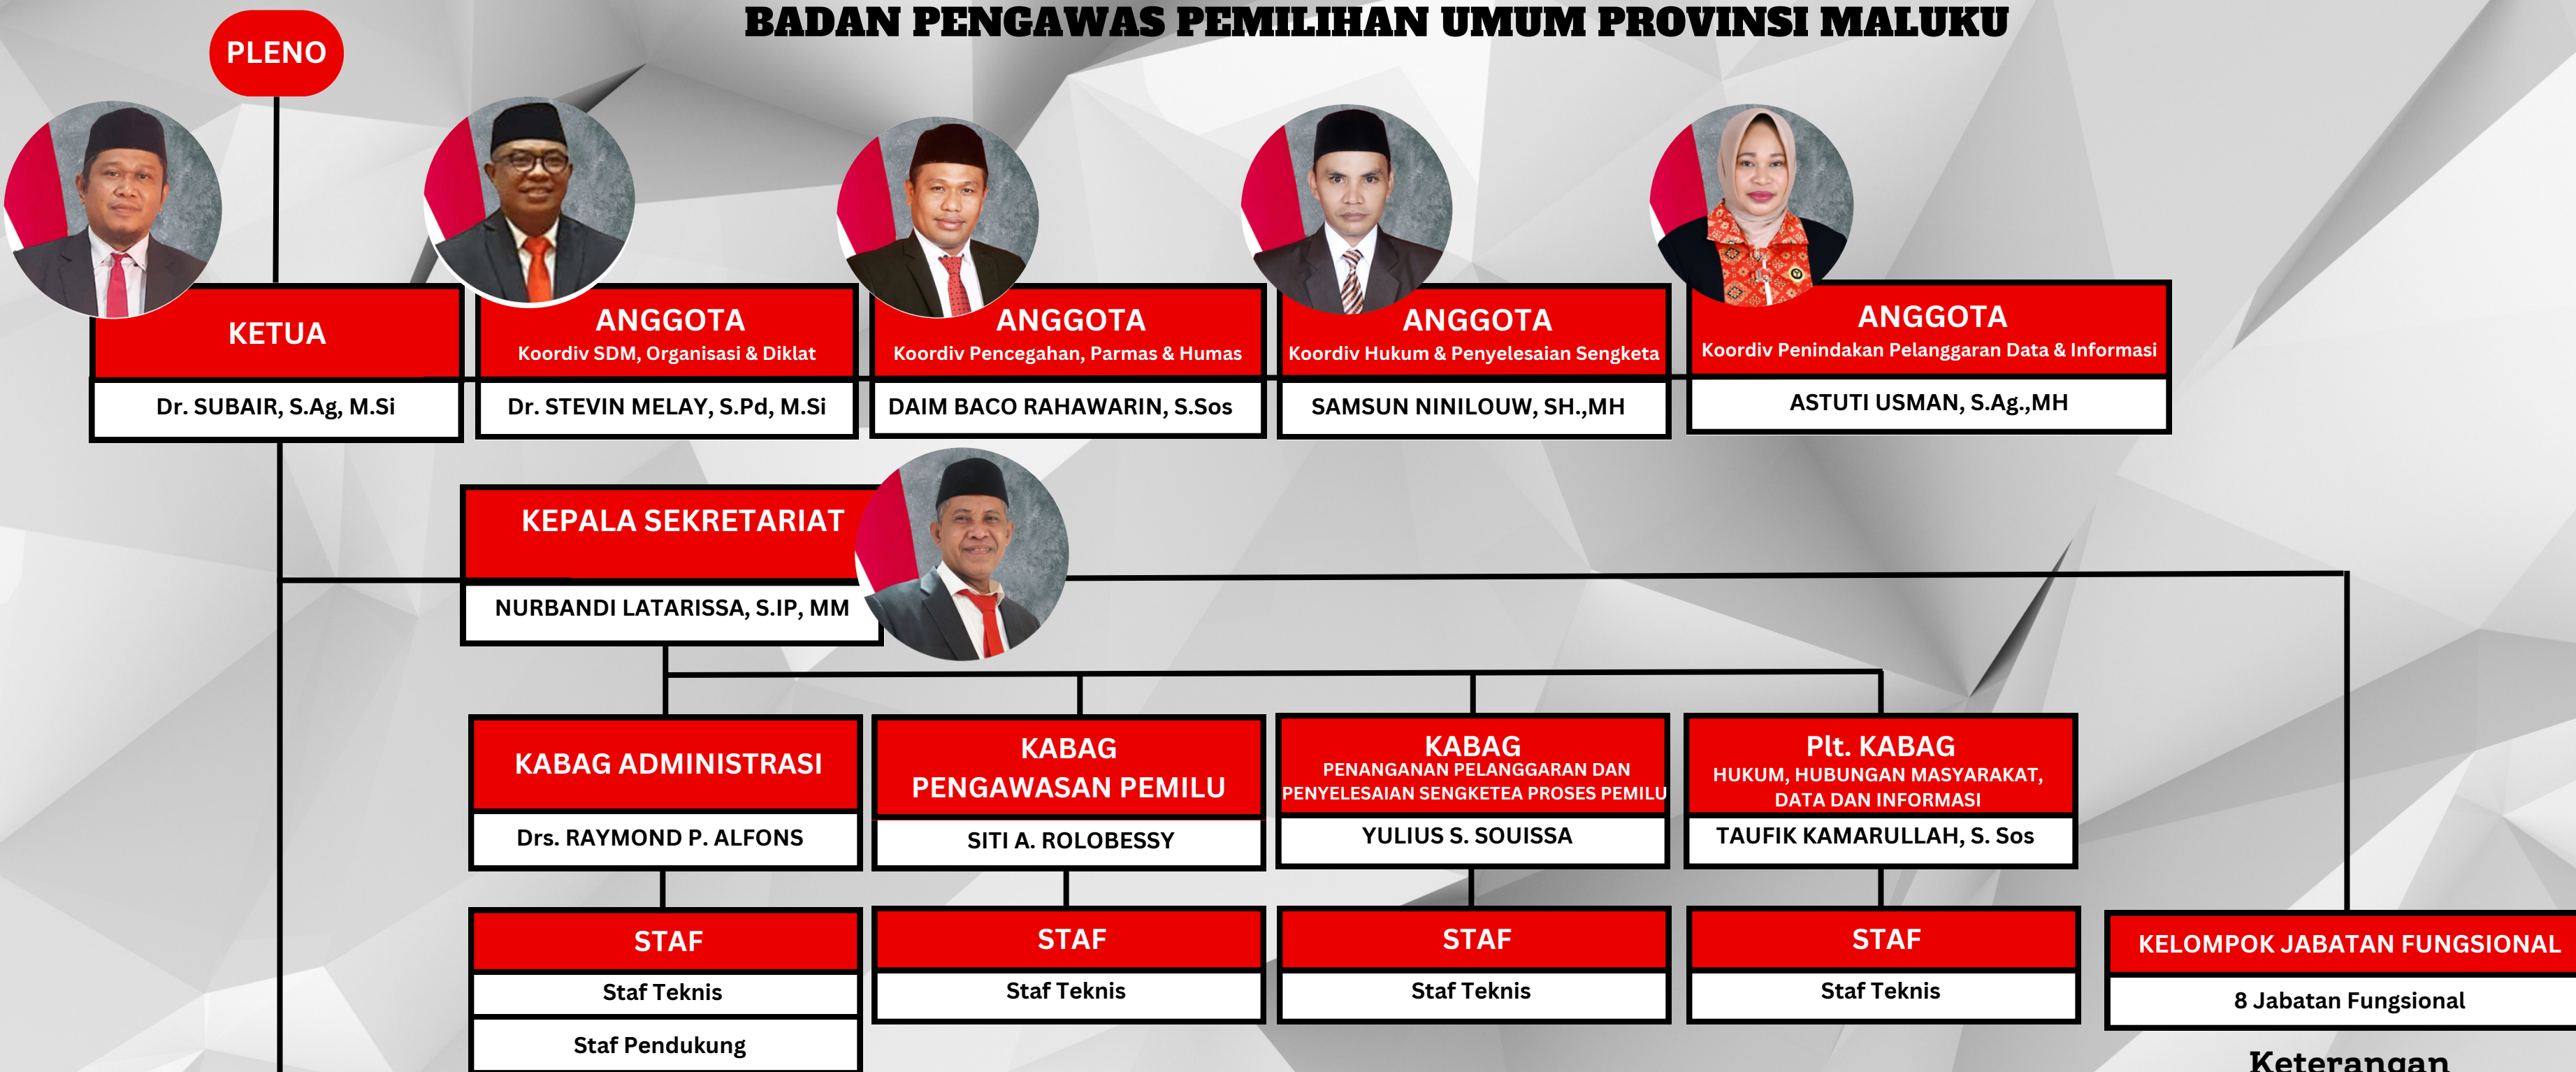 BADAN PENGAWAS PEMILIHAN UMUM PROVINSI MALUKU
PLENO
KETUA
Dr. SUBAIR, S.Ag, M.Si
ANGGOTA
Koordiv SDM, Organisasi & Diklat
Dr. STEVIN MELAY, S.Pd, M.Si
ANGGOTA
Koordiv Pencegahan, Parmas & Humas
DAIM BACO RAHAWARIN, S.Sos
ANGGOTA
Koordiv Hukum & Penyelesaian Sengketa
SAMSUN NINILOUW, SH.,MH
ANGGOTA
Koordiv Penindakan Pelanggaran Data & Informasi
ASTUTI USMAN, S.Ag.,MH
KEPALA SEKRETARIAT
NURBANDI LATARISSA, S.IP, MM
KABAG ADMINISTRASI
Drs. RAYMOND P. ALFONS
KABAG
PENGAWASAN PEMILU
SITI A. ROLOBESSY
KABAG
PENANGANAN PELANGGARAN DAN
PENYELESAIAN SENGKETEA PROSES PEMILU
YULIUS S. SOUISSA
Plt. KABAG
HUKUM, HUBUNGAN MASYARAKAT,
DATA DAN INFORMASI
TAUFIK KAMARULLAH, S. Sos
STAF
Staf Teknis
Staf Pendukung
STAF
Staf Teknis
STAF
Staf Teknis
STAF
Staf Teknis
KELOMPOK JABATAN FUNGSIONAL
8 Jabatan Fungsional
Keterangan